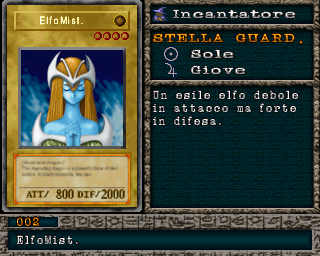 ElfoMist.
ATT/ 800 DIF/2000
Incantatore
STELLA GUARD.
Sole
Giove
Un esile elfo debole
in attacco ma forte
in difesa.
002
ElfoMist.